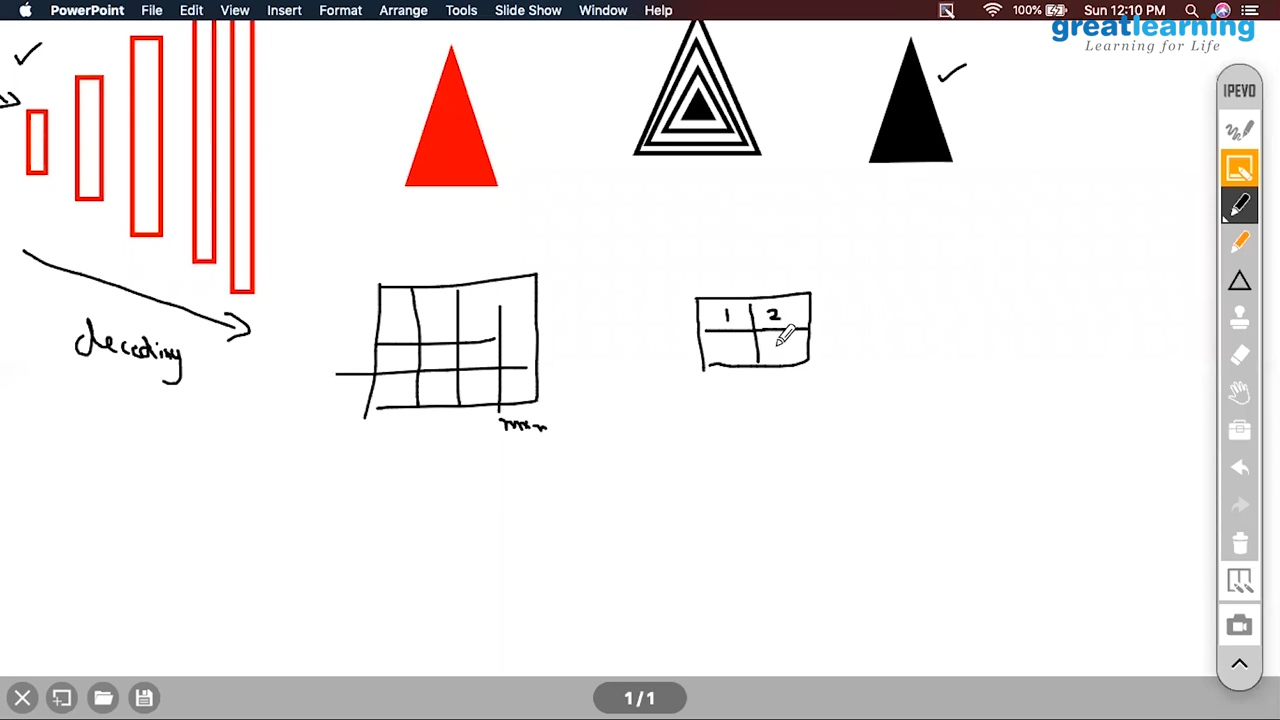 PowerPoint File Edit View Insert Format Arrange Tools Slide Show Window Help 100% Sun 12:10 PM
greatlearning
Learning for Life
IPEVO
1 2
decoding
1/1